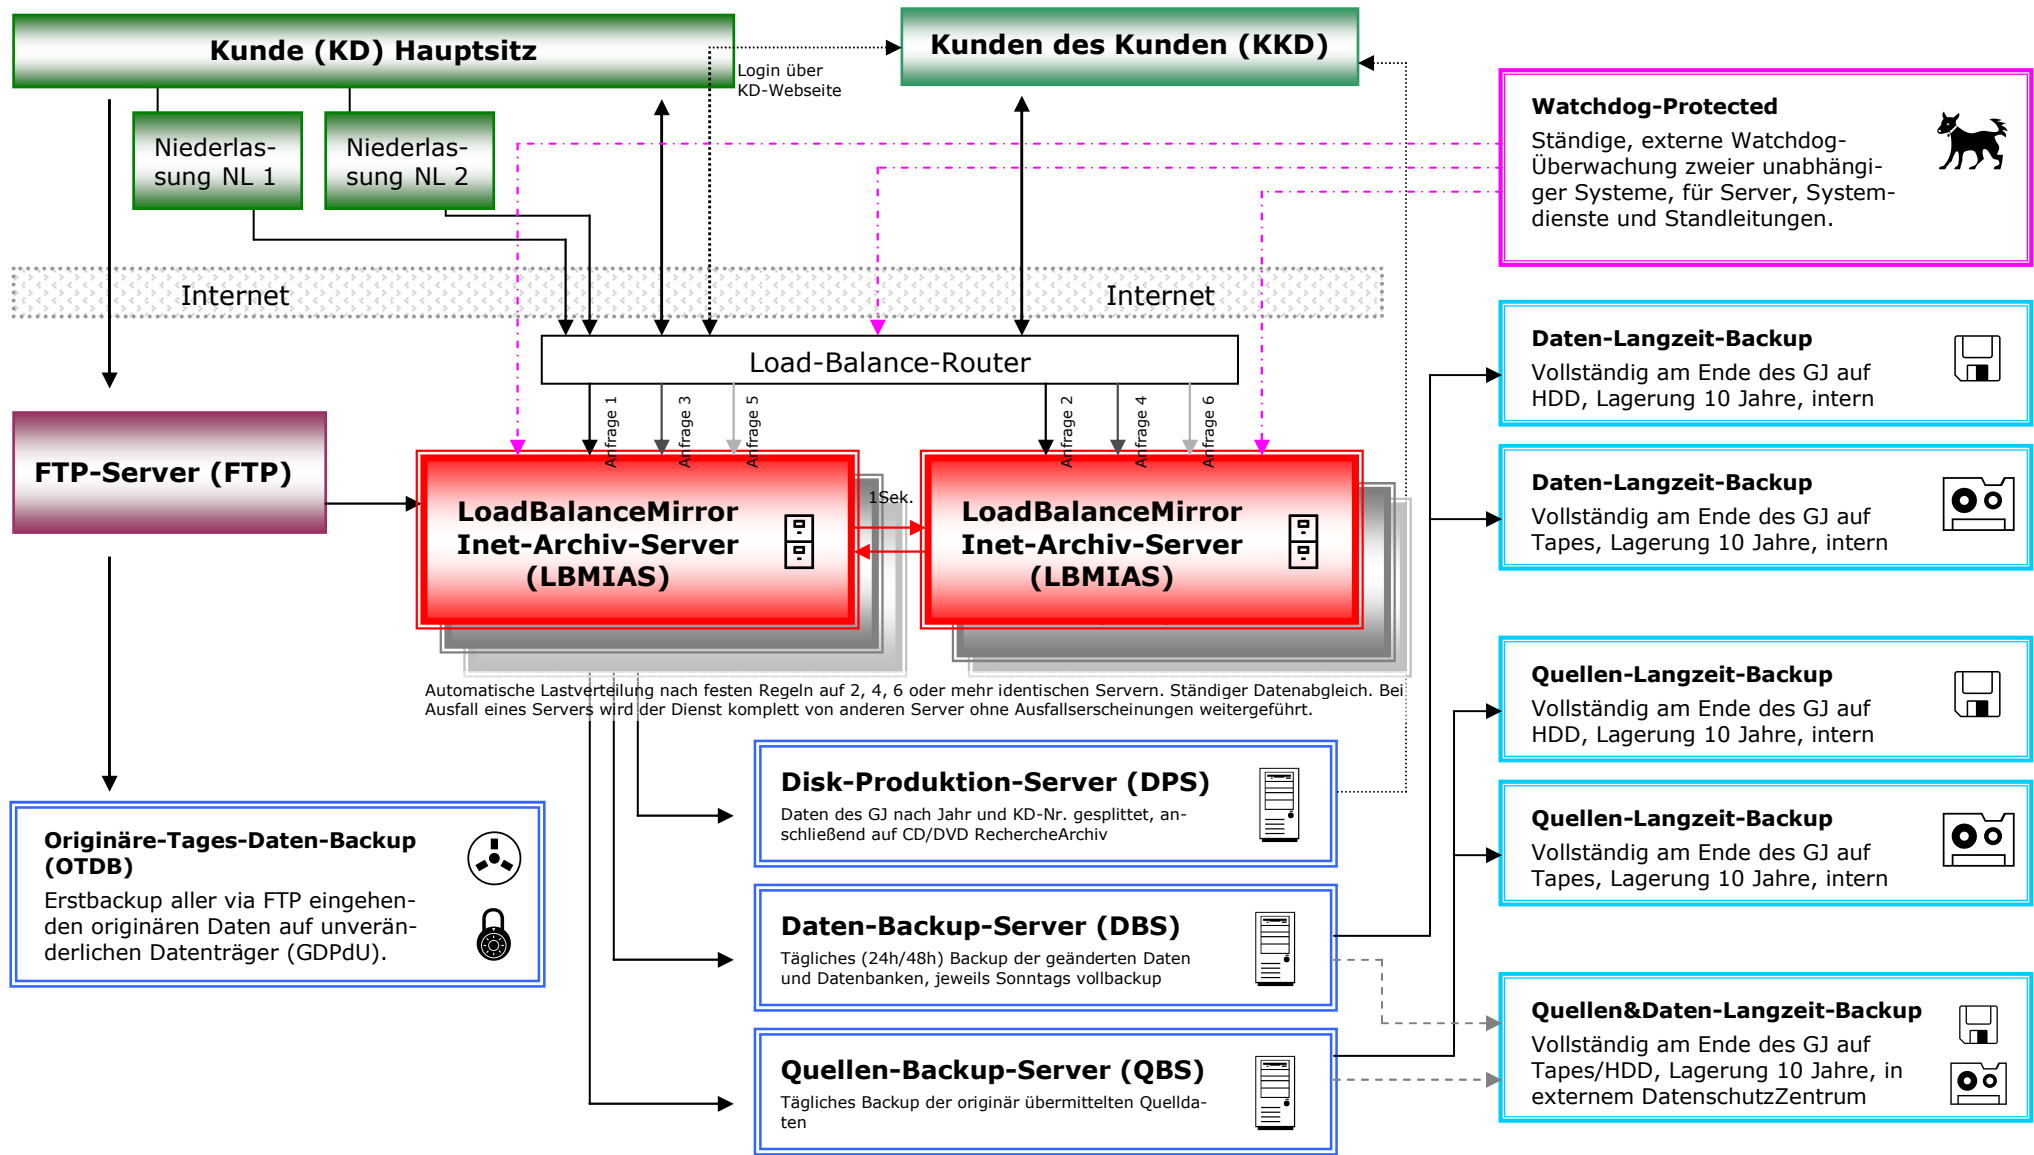 Kunde (KD) Hauptsitz
Kunden des Kunden (KKD)
Login über
KD-Webseite
Niederlas-
sung NL 1
Niederlas-
sung NL 2
Watchdog-Protected
Ständige, externe Watchdog-
Überwachung zweier unabhängi-
ger Systeme, für Server, System-
dienste und Standleitungen.
Internet
Internet
Load-Balance-Router
Anfrage 1
Anfrage 3
Anfrage 5
Anfrage 2
Anfrage 4
Anfrage 6
Daten-Langzeit-Backup
Vollständig am Ende des GJ auf
HDD, Lagerung 10 Jahre, intern
FTP-Server (FTP)
LoadBalanceMirror
Inet-Archiv-Server
(LBMIAS)
1Sek.
LoadBalanceMirror
Inet-Archiv-Server
(LBMIAS)
Daten-Langzeit-Backup
Vollständig am Ende des GJ auf
Tapes, Lagerung 10 Jahre, intern
Automatische Lastverteilung nach festen Regeln auf 2, 4, 6 oder mehr identischen Servern. Ständiger Datenabgleich. Bei
Ausfall eines Servers wird der Dienst komplett von anderen Server ohne Ausfallserscheinungen weitergeführt.
Quellen-Langzeit-Backup
Vollständig am Ende des GJ auf
HDD, Lagerung 10 Jahre, intern
Disk-Produktion-Server (DPS)
Daten des GJ nach Jahr und KD-Nr. gesplittet, an-
schließend auf CD/DVD RechercheArchiv
Quellen-Langzeit-Backup
Vollständig am Ende des GJ auf
Tapes, Lagerung 10 Jahre, intern
Originäre-Tages-Daten-Backup
(OTDB)
Erstbackup aller via FTP eingehen-
den originären Daten auf unverän-
derlichen Datenträger (GDPdU).
Daten-Backup-Server (DBS)
Tägliches (24h/48h) Backup der geänderten Daten
und Datenbanken, jeweils Sonntags vollbackup
Quellen&Daten-Langzeit-Backup
Vollständig am Ende des GJ auf
Tapes/HDD, Lagerung 10 Jahre, in
externem DatenschutzZentrum
Quellen-Backup-Server (QBS)
Tägliches Backup der originär übermittelten Quellda-
ten